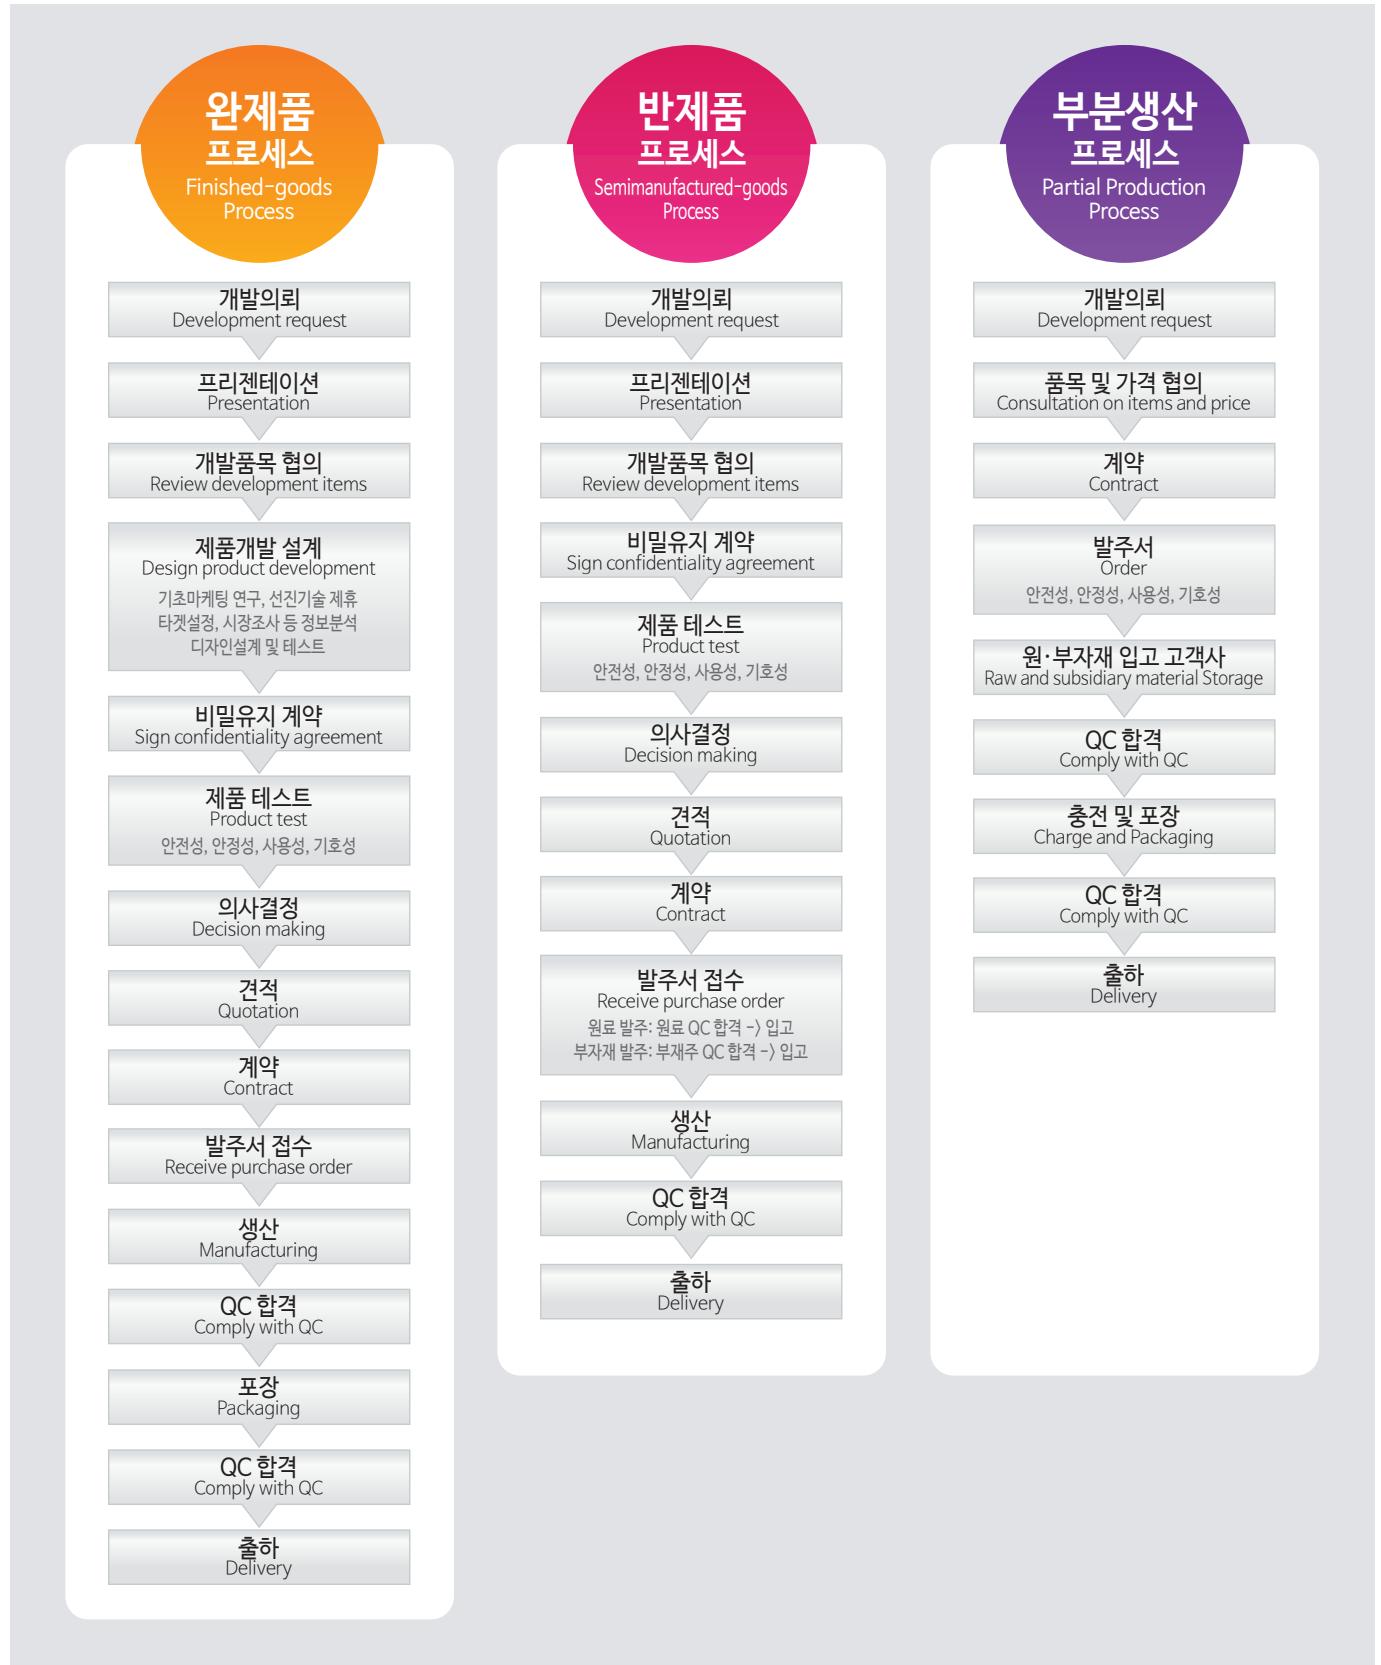 완제품
프로세스
Finished-goods
Process
개발의뢰
Development request
프리젠테이션
Presentation
개발품목 협의
Review development items
제품개발 설계
Design product development
기초마케팅 연구, 선진기술 제휴
타겟설정, 시장조사 등 정보분석
디자인설계 및 테스트
비밀유지 계약
Sign confidentiality agreement
제품 테스트
Product test
안전성, 안정성, 사용성, 기호성
의사결정
Decision making
견적
Quotation
계약
Contract
발주서 접수
Receive purchase order
생산
Manufacturing
QC 합격
Comply with QC
포장
Packaging
QC 합격
Comply with QC
출하
Delivery
반제품
프로세스
Semimanufactured-goods
Process
개발의뢰
Development request
프리젠테이션
Presentation
개발품목 협의
Review development items
비밀유지 계약
Sign confidentiality agreement
제품 테스트
Product test
안전성, 안정성, 사용성, 기호성
의사결정
Decision making
견적
Quotation
계약
Contract
발주서 접수
Receive purchase order
원료 발주: 원료 QC 합격 -> 입고
부자재 발주: 부재주 QC 합격 -> 입고
생산
Manufacturing
QC 합격
Comply with QC
출하
Delivery
부분생산
프로세스
Partial Production
Process
개발의뢰
Development request
품목 및 가격 협의
Consultation on items and price
계약
Contract
발주서
Order
안전성, 안정성, 사용성, 기호성
원·부자재 입고 고객사
Raw and subsidiary material Storage
QC 합격
Comply with QC
충전 및 포장
Charge and Packaging
QC 합격
Comply with QC
출하
Delivery